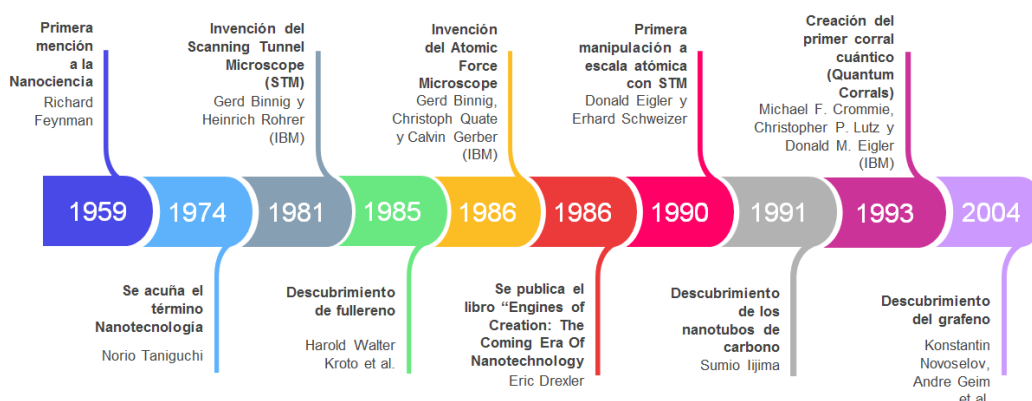 Primera
mención
a la
Nanociencia
Richard
Feynman
Invención del
Scanning Tunnel
Microscope
(STM)
Gerd Binnig y
Heinrich Rohrer
(IBM)
Invención
del Atomic
Force
Microscope
Gerd Binnig,
Christoph Quate
y Calvin Gerber
(IBM)
Primera
manipulación a
escala atómica
con STM
Donald Eigler y
Erhard Schweizer
Creación del
primer corral
cuántico
(Quantum
Corrals)
Michael F. Crommie,
Christopher P. Lutz y
Donald M. Eigler
(IBM)
1959
1974
1981
1985
1986
1986
1990
1991
1993
2004
Se acuña el
término
Nanotecnología
Norio Taniguchi
Descubrimiento
de fullereno
Harold Walter
Kroto et al.
Se publica el
libro “Engines of
Creation: The
Coming Era Of
Nanotechnology
Eric Drexler
Descubrimiento
de los
nanotubos de
carbono
Sumio Iijima
Descubrimiento
del grafeno
Konstantin
Novoselov,
Andre Geim
et al.